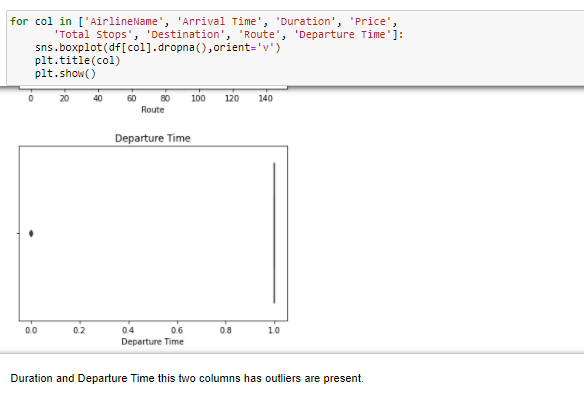 for col in ['AirlineName', 'Arrival Time', 'Duration', 'Price',
'Total Stops', 'Destination', 'Route', 'Departure Time']:
sns.boxplot(df[col].dropna(),orient='v')
plt.title(col)
plt.show()
0 20 40 60 80 100 120 140
Route
Departure Time
0.0 0.2 0.4 0.6 0.8 1.0
Departure Time
Duration and Departure Time this two columns has outliers are present.